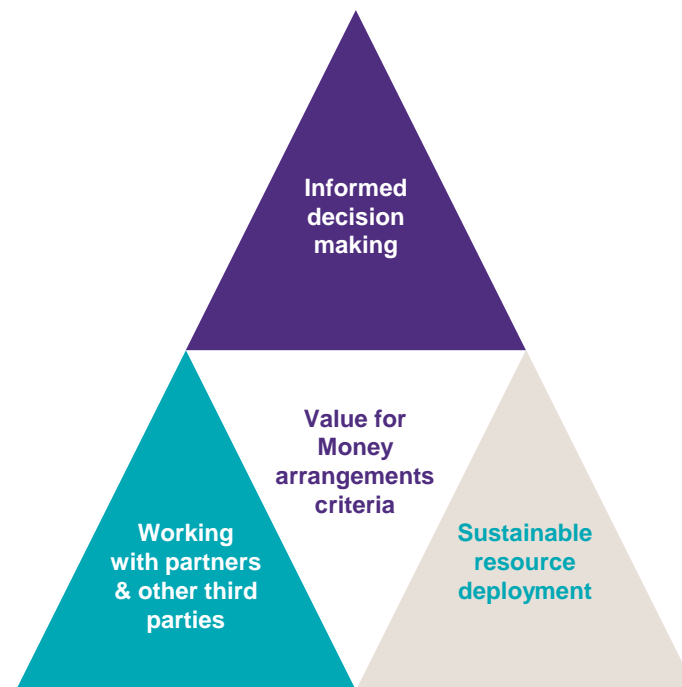 Informed
decision
making
Value for
Money
arrangements
criteria
Working
with partners
& other third
parties
Sustainable
resource
deployment